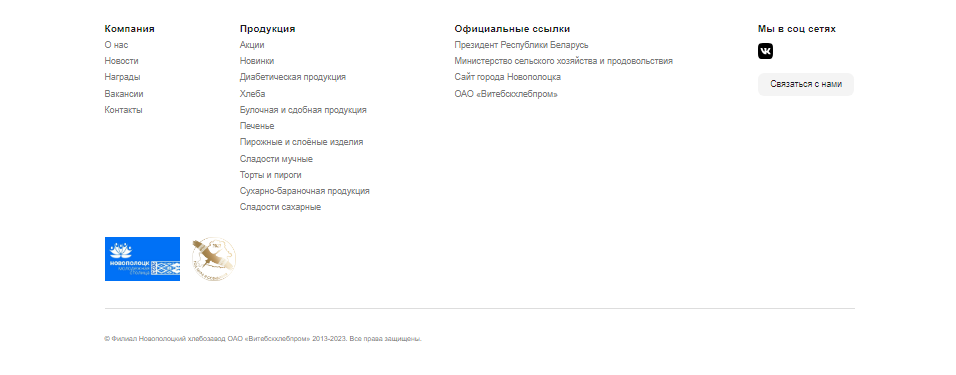 Компания
О нас
Новости
Награды
Вакансии
Контакты
Продукция
Акции
Новинки
Диабетическая продукция
Хлеба
Булочная и сдобная продукция
Печенье
Пирожные и слоёные изделия
Сладости мучные
Торты и пироги
Сухарно-бараночная продукция
Сладости сахарные
Официальные ссылки
Президент Республики Беларусь
Министерство сельского хозяйства и продовольствия
Сайт города Новополоцка
ОАО «Витебскхлебпром»
Мы в соц сетях
Связаться с нами
НОВОПОЛОЦК
МОЛОДЕЖНАЯ
СТОЛИЦА
© Филиал Новополоцкий хлебозавод ОАО «Витебскхлебпром» 2013-2023. Все права защищены.